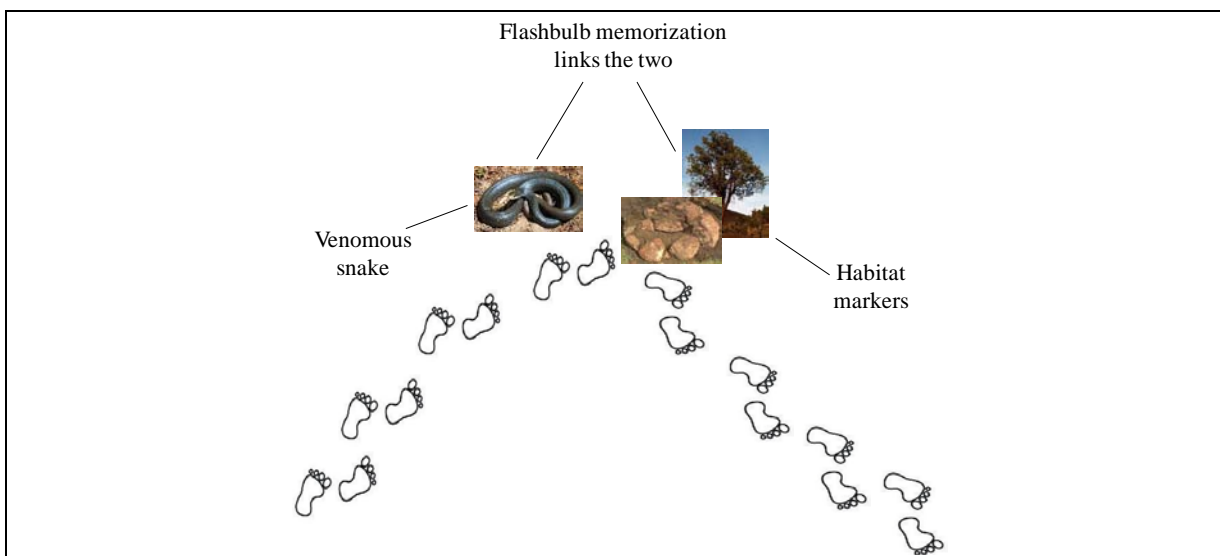 Flashbulb memorization
links the two
Venomous
snake
Habitat
markers